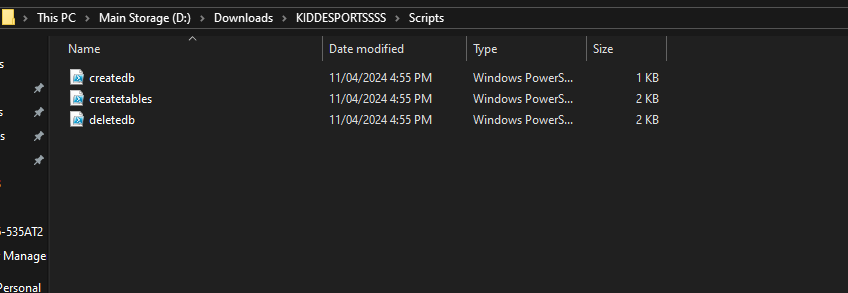 This PC > Main Storage (D:) > Downloads > KIDDESPORTSSSS > Scripts
Name Date modified Type Size
createdb 11/04/2024 4:55 PM Windows PowerS... 1 KB
createtables 11/04/2024 4:55 PM Windows PowerS... 2 KB
deletedb 11/04/2024 4:55 PM Windows PowerS... 2 KB
-535AT2
Manage
Personal